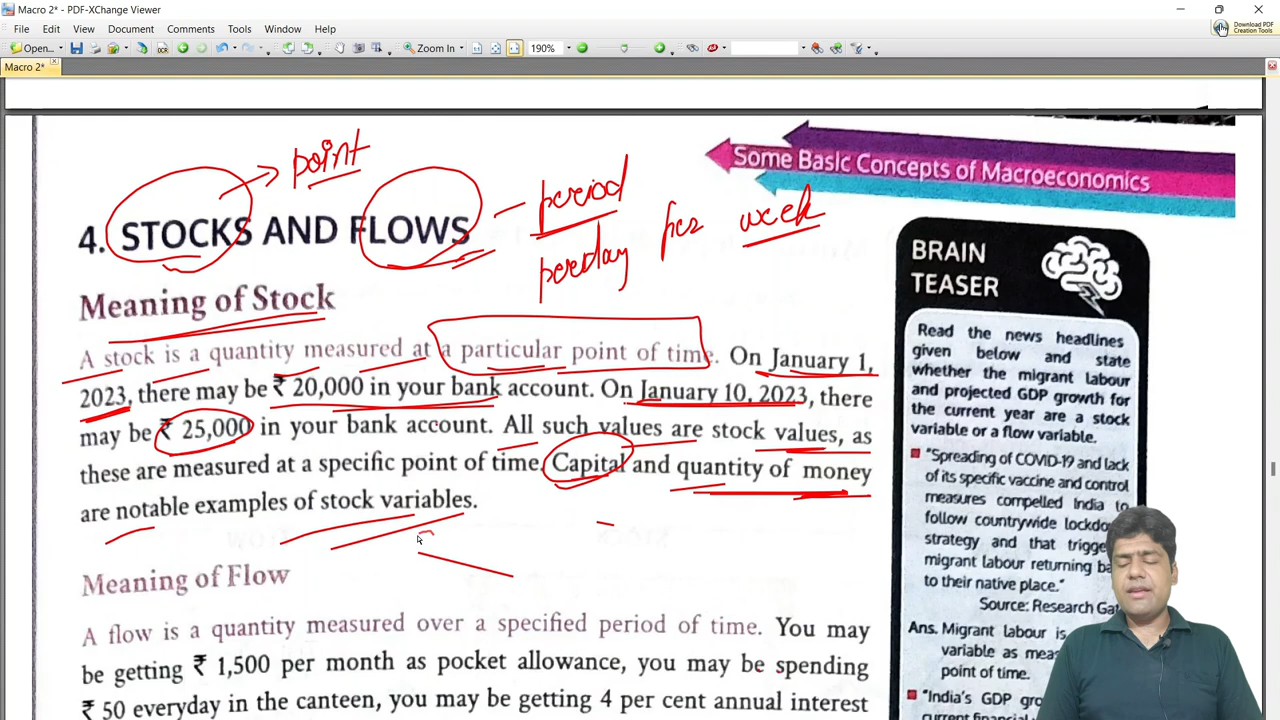 Macro 2* - PDF-XChange Viewer
File Edit View Document Comments Tools Window Help
Download PDF
Creation Tools
Open... Zoom In 190%
Macro 2*
Some Basic Concepts of Macroeconomics
point
4. STOCKS AND FLOWS
period
perday per week
Meaning of Stock
A stock is a quantity measured at a particular point of time. On January 1,
2023, there may be ₹ 20,000 in your bank account. On January 10, 2023, there
may be ₹ 25,000 in your bank account. All such values are stock values, as
these are measured at a specific point of time. Capital and quantity of money
are notable examples of stock variables.
Meaning of Flow
A flow is a quantity measured over a specified period of time. You may
be getting ₹ 1,500 per month as pocket allowance, you may be spending
₹ 50 everyday in the canteen, you may be getting 4 per cent annual interest
BRAIN
TEASER
Read the news headlines
given below and state
whether the migrant labour
and projected GDP growth for
the current year are a stock
variable or a flow variable.
"Spreading of COVID-19 and lack
of its specific vaccine and control
measures compelled India to
follow countrywide
strategy and that
migrant labour returning
to their native place."
Source: Research
Ans. Migrant labour is
variable as
point of time.
"India's GDP
current financial